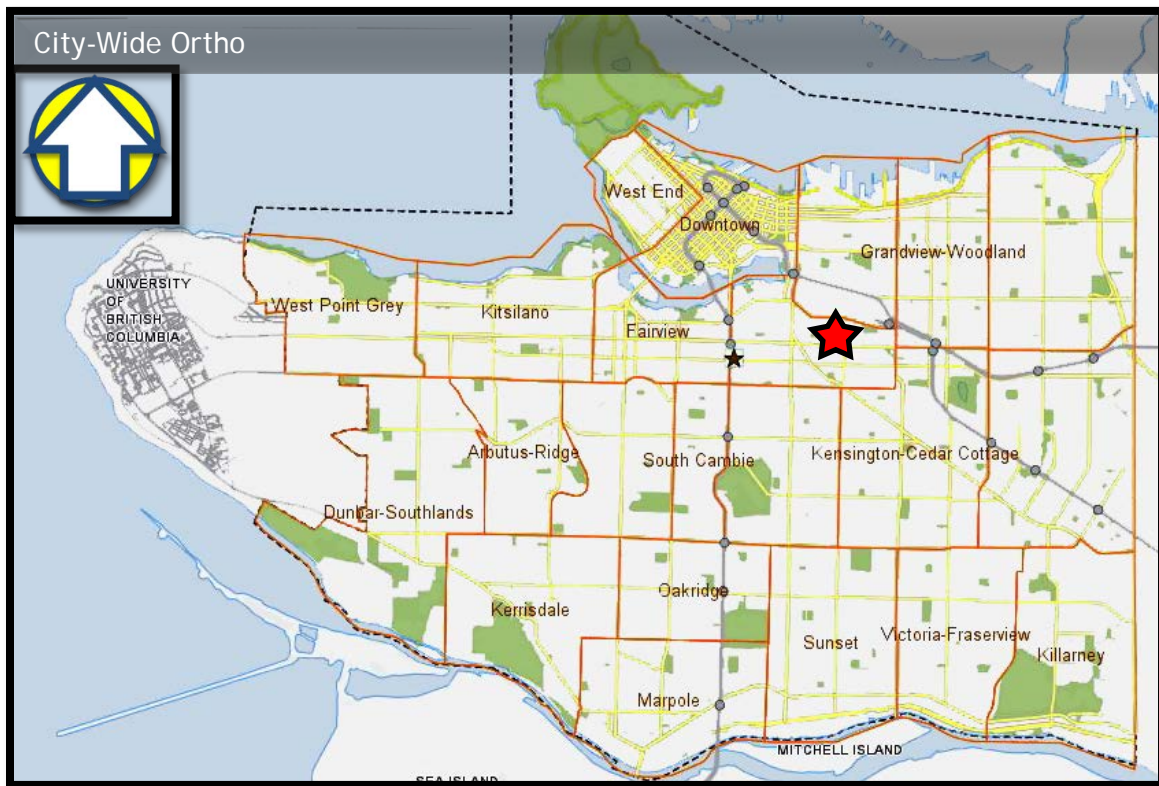 City-Wide Ortho
West End
Downtown
Grandview-Woodland
UNIVERSITY
OF
BRITISH
COLUMBIA
West Point Grey
Kitsilano
Fairview
Arbutus-Ridge
South Cambie
Kensington-Cedar Cottage
Dunbar-Southlands
Oakridge
Kerrisdale
Sunset
Victoria-Fraserview
Killarney
Marpole
MITCHELL ISLAND
SEA ISLAND